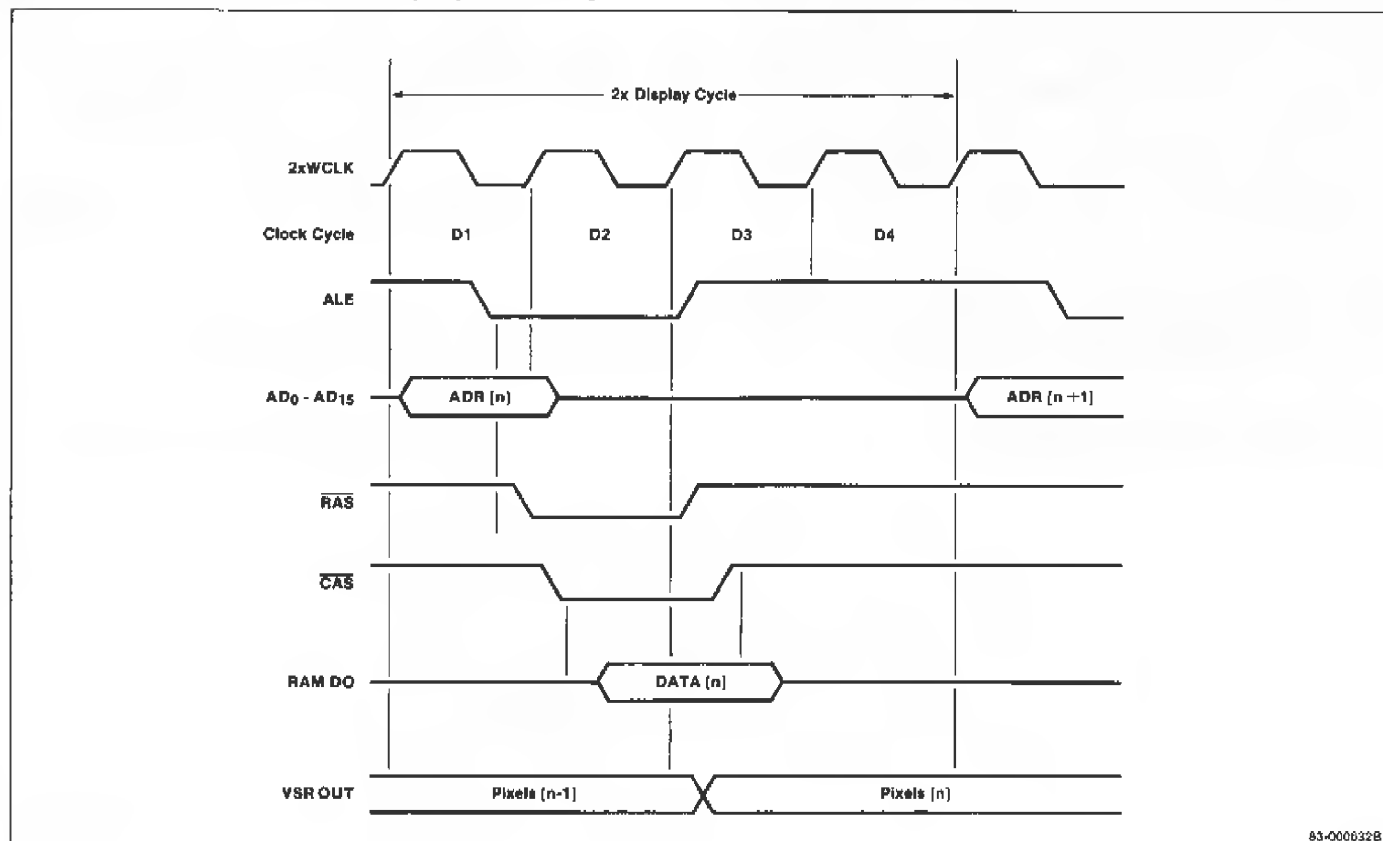 2x Display Cycle
2xWCLK
Clock Cycle D1 D2 D3 D4
ALE
AD0 - AD15 ADR [n] ADR [n +1]
RAS
CAS
RAM DO DATA [n]
VSR OUT Pixels [n-1] Pixels [n]
83-000632B